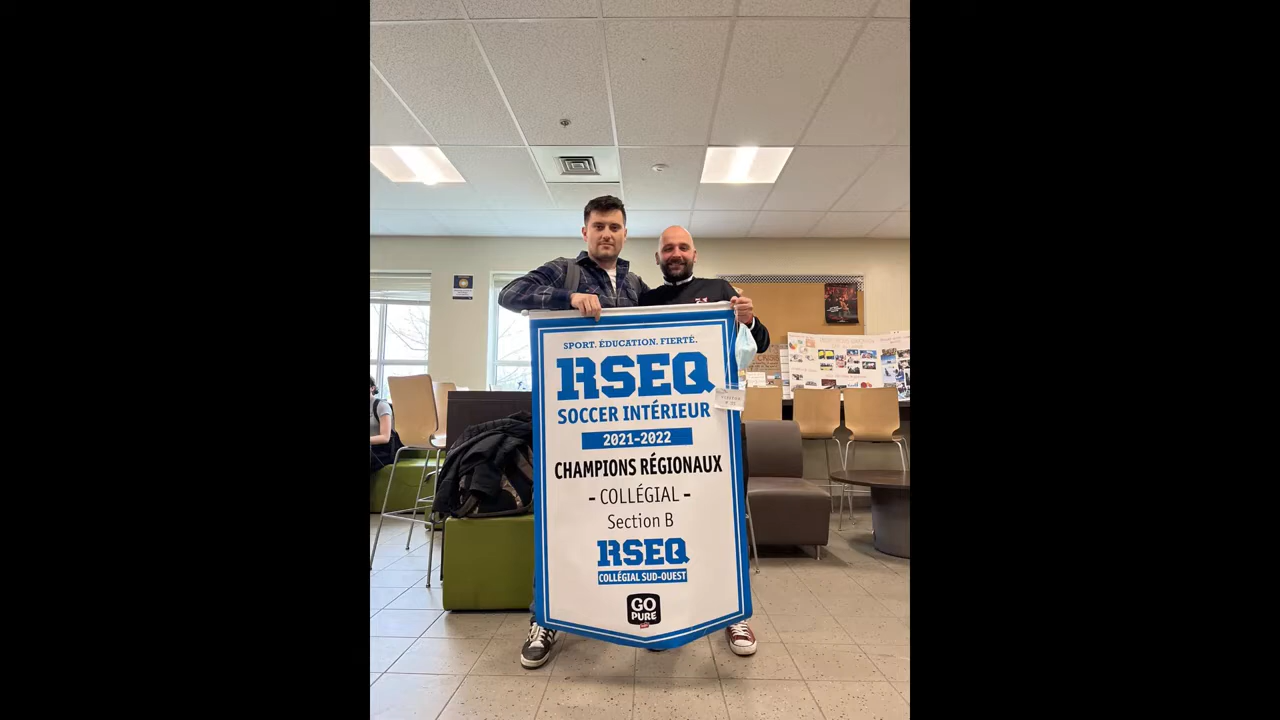 SPORT. ÉDUCATION. FIERTÉ.
RSEQ
SOCCER INTÉRIEUR
2021-2022
CHAMPIONS RÉGIONAUX
- COLLÉGIAL -
Section B
RSEQ
COLLÉGIAL SUD-OUEST
GO
PURE